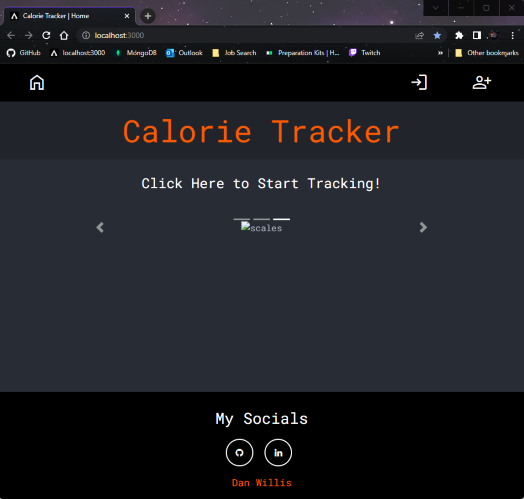 Calorie Tracker | Home
localhost:3000
GitHub localhost:3000 MongoDB Outlook Job Search Preparation Kits | H... Twitch » Other bookmarks
Calorie Tracker
Click Here to Start Tracking!
scales
My Socials
in
Dan Willis